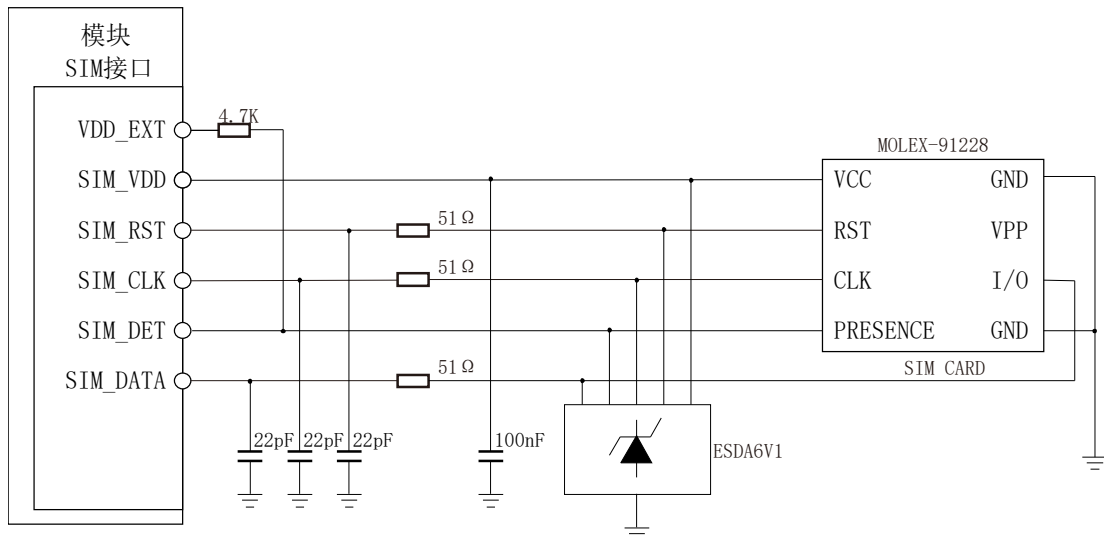 模块
SIM接口
VDD_EXT
4.7K
SIM_VDD
SIM_RST
51Ω
SIM_CLK
51Ω
SIM_DET
SIM_DATA
51Ω
22pF
22pF
22pF
100nF
ESDA6V1
MOLEX-91228
VCC
GND
RST
VPP
CLK
I/O
PRESENCE
GND
SIM CARD